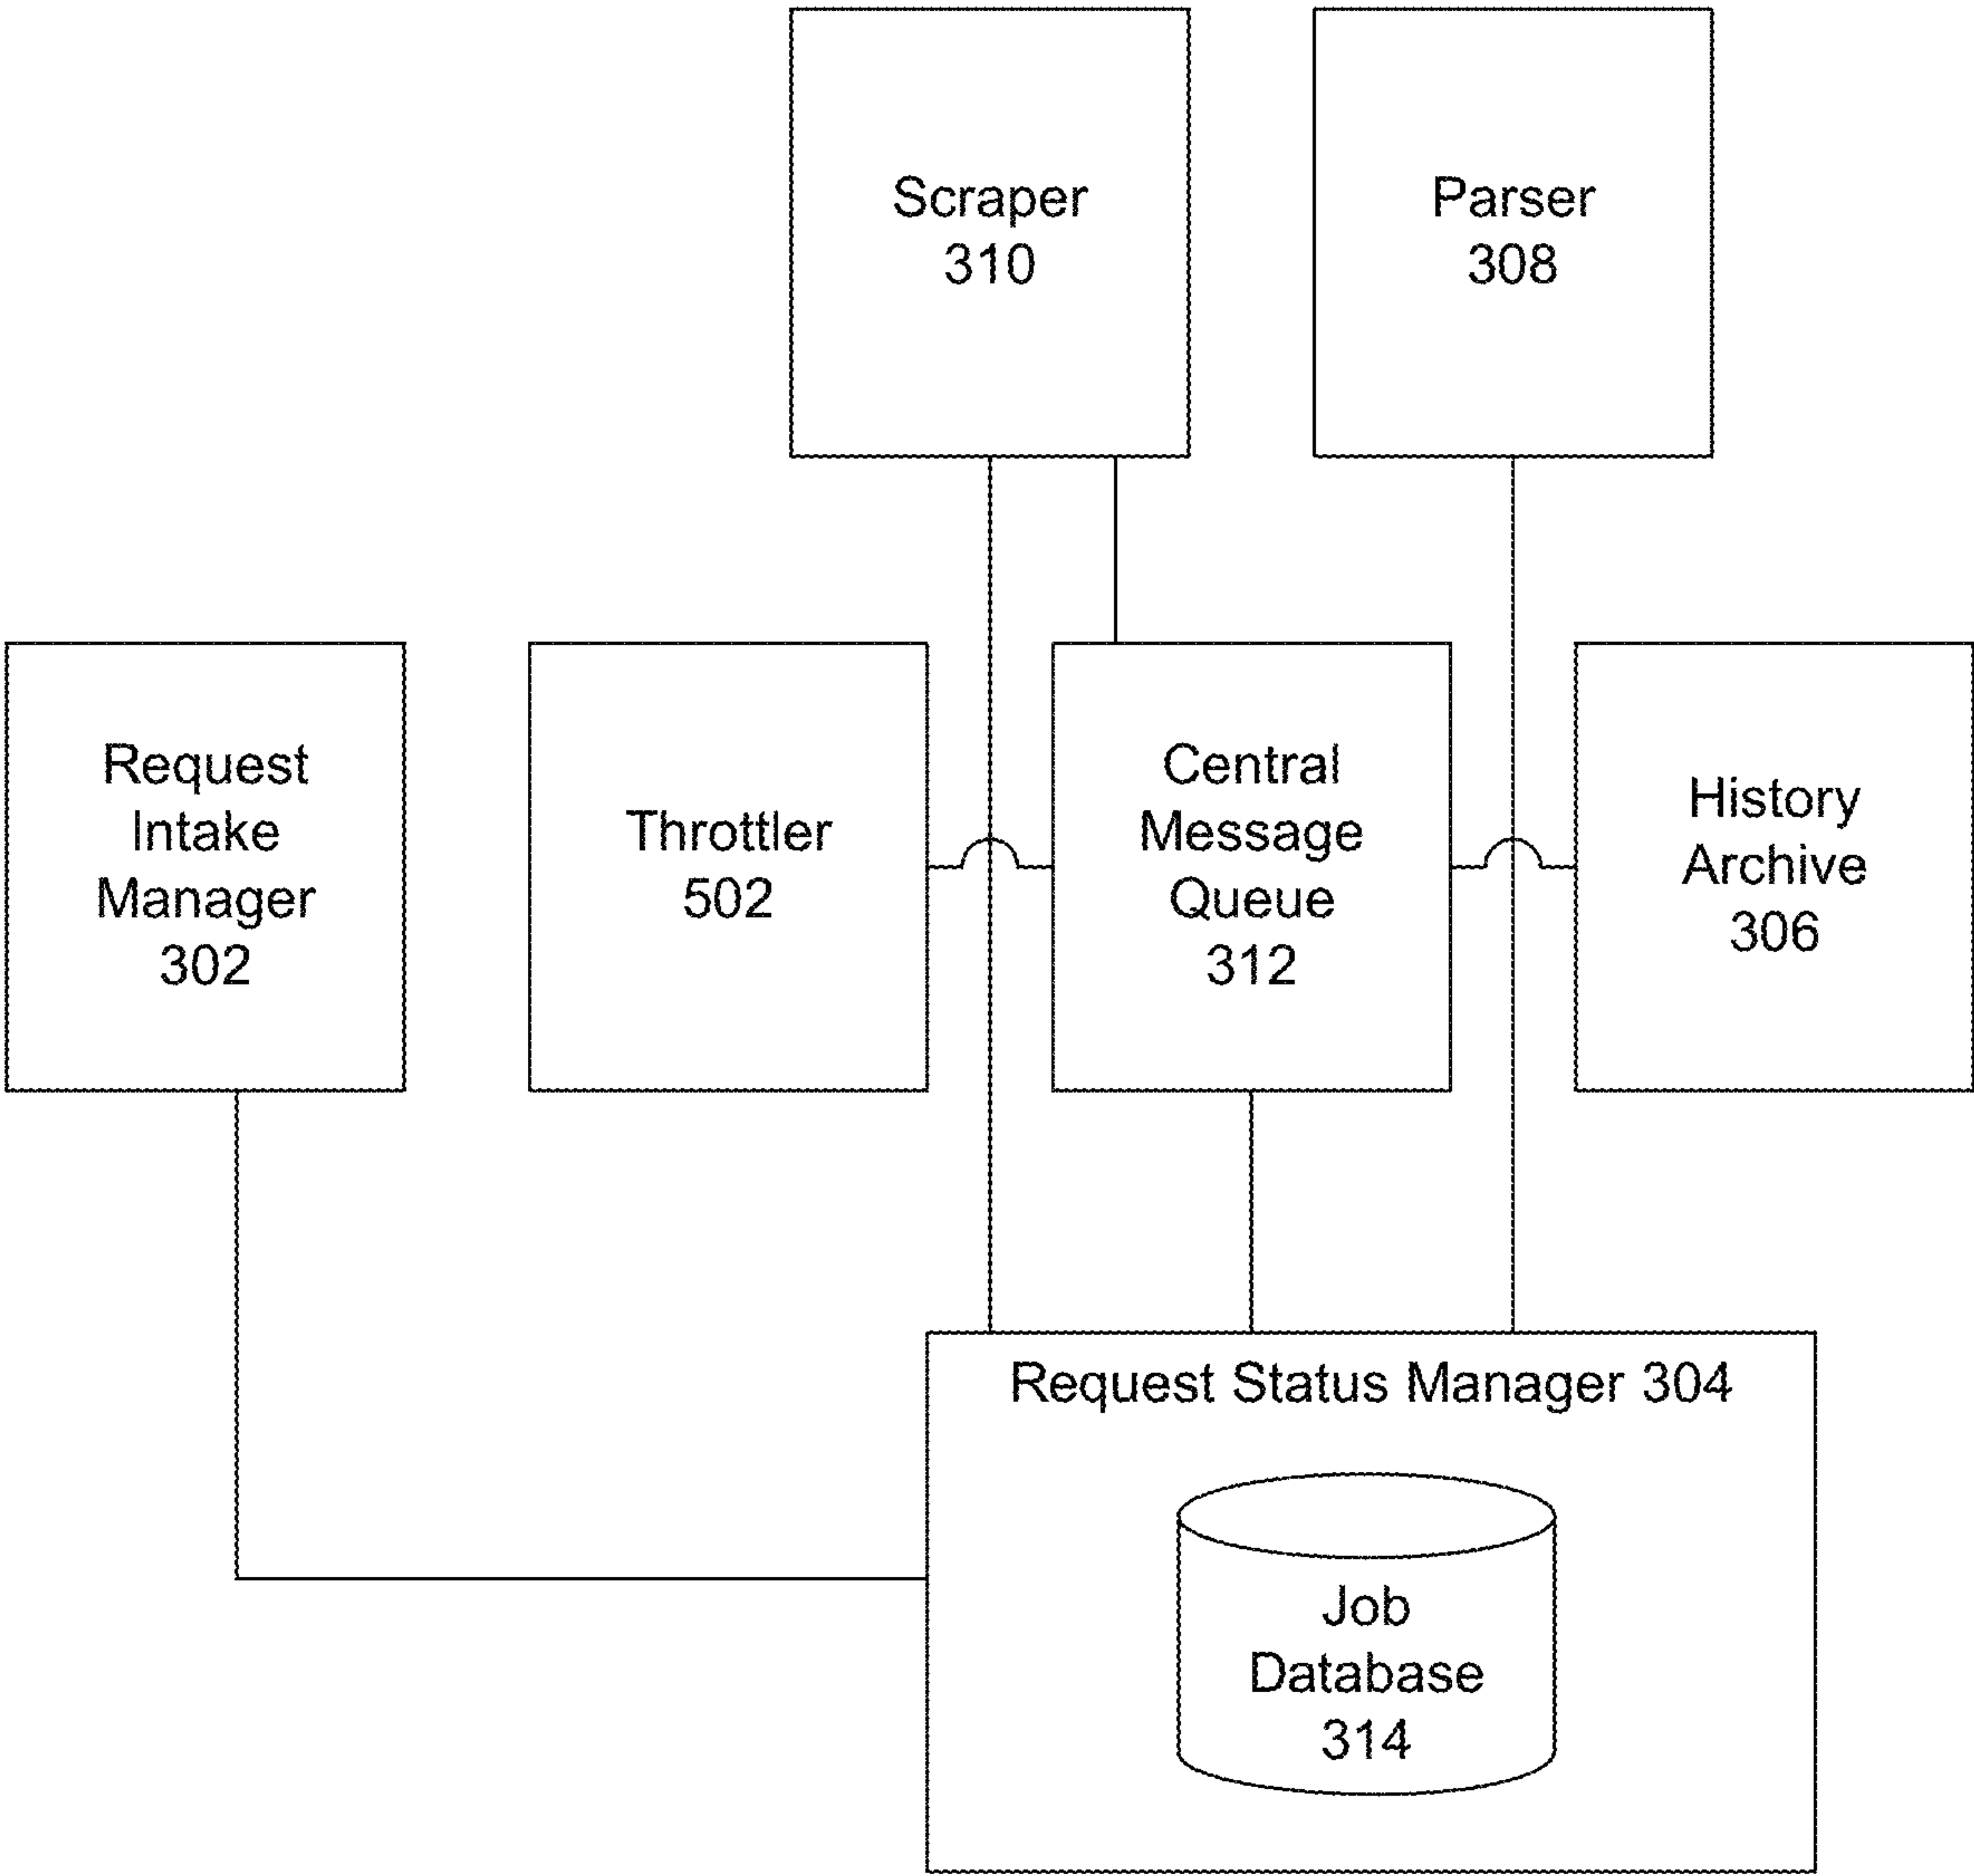 Scraper
310
Parser
308
Request
Intake
Manager
302
Throttler
502
Central
Message
Queue
312
History
Archive
306
Request Status Manager 304
Job
Database
314